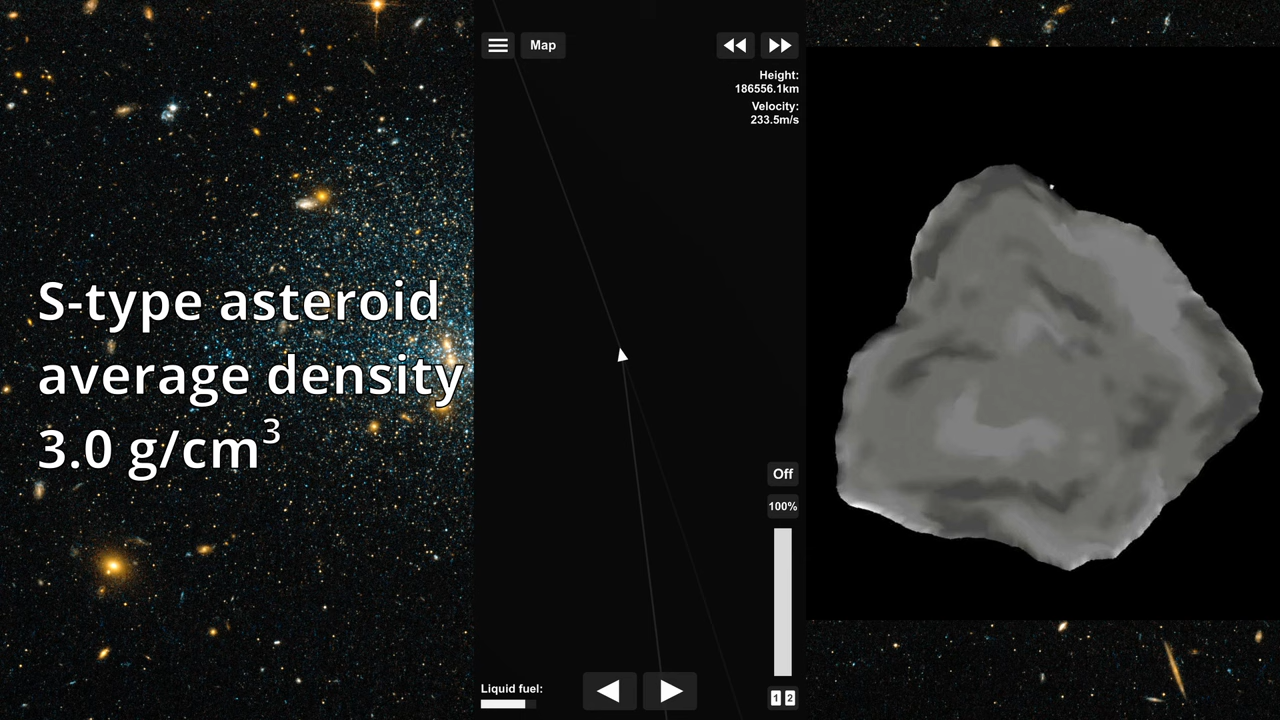 S-type asteroid
average density
3.0 g/cm³
Map
Height:
186556.1km
Velocity:
233.5m/s
Off
100%
Liquid fuel:
1 2